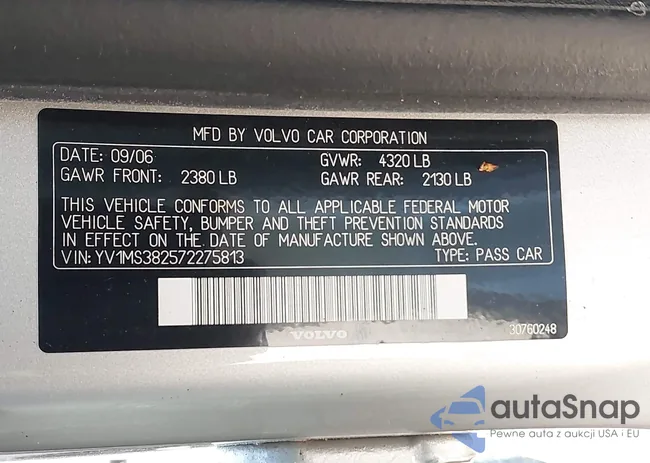 MFD BY VOLVO CAR CORPORATION
DATE: 09/06 GVWR: 4320 LB
GAWR FRONT: 2380 LB GAWR REAR: 2130 LB
THIS VEHICLE CONFORMS TO ALL APPLICABLE FEDERAL MOTOR
VEHICLE SAFETY, BUMPER AND THEFT PREVENTION STANDARDS
IN EFFECT ON THE DATE OF MANUFACTURE SHOWN ABOVE.
VIN: YV1MS382572275813 TYPE: PASS CAR
VOLVO 30760248
autaSnap
Pewne auta z aukcji USA i EU